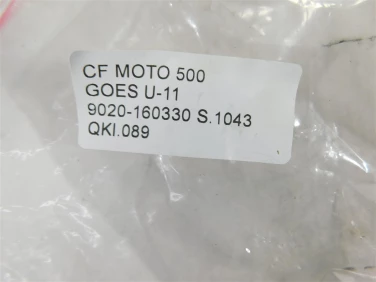 CF MOTO 500
GOES U-11
9020-160330 S.1043
QKI.089